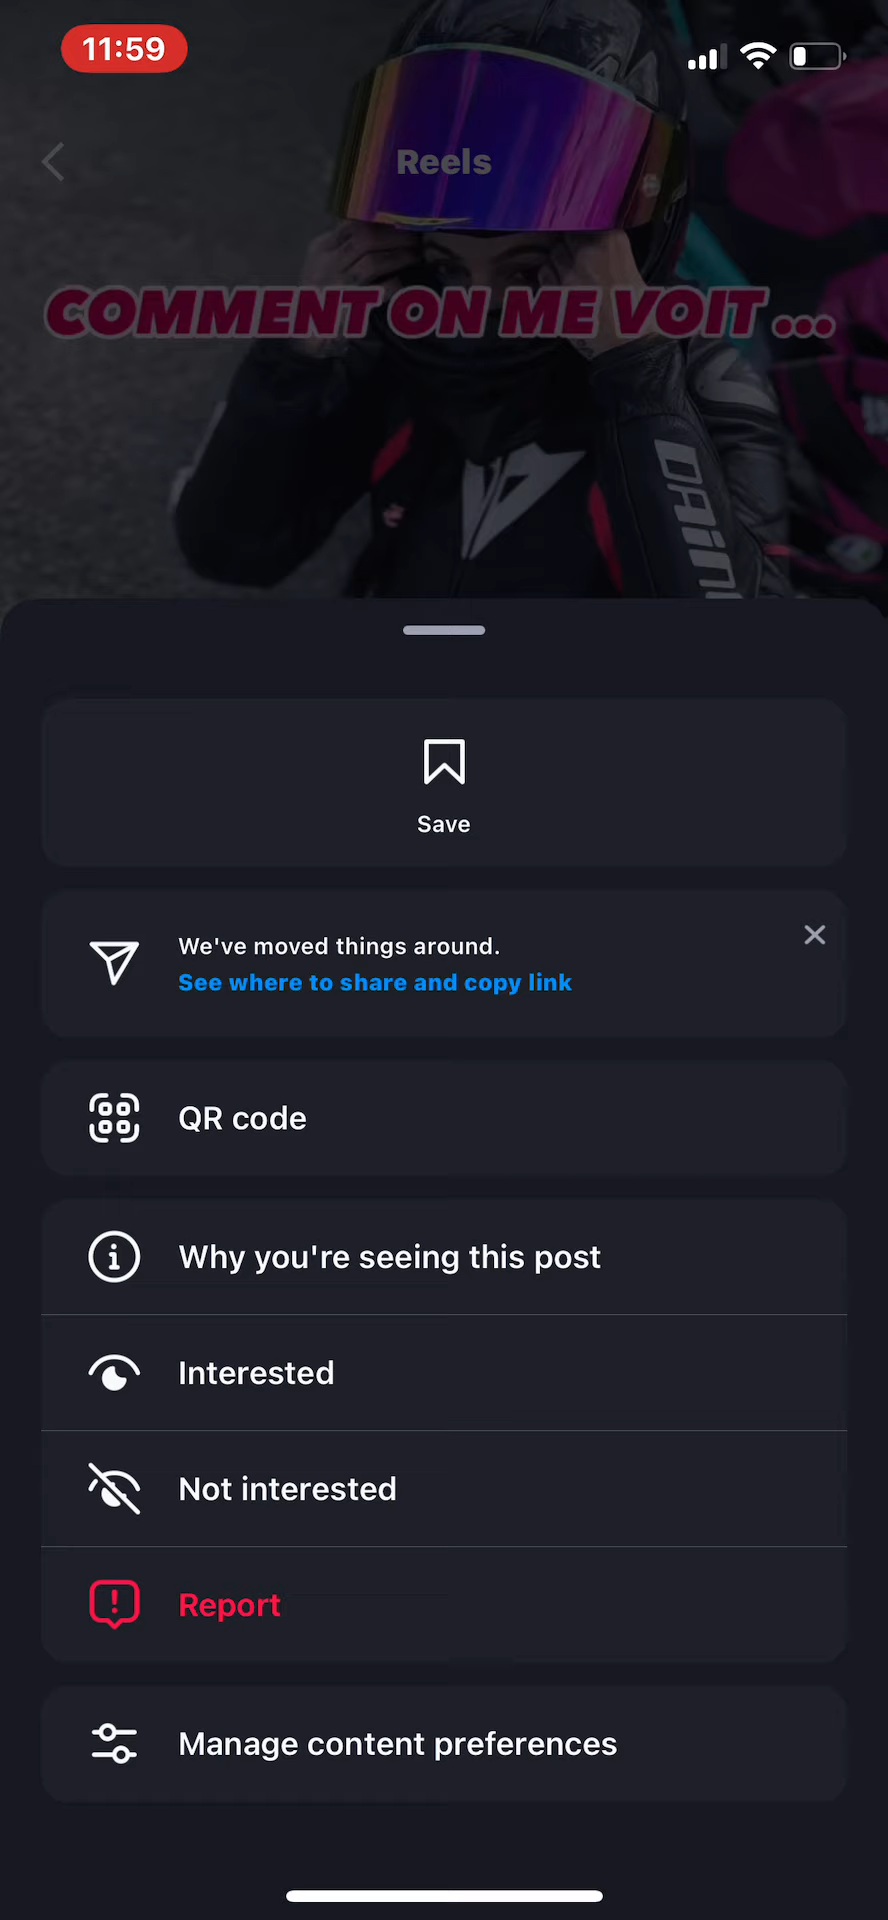 11:59
Reels
COMMENT ON ME VOIT ...
Save
We've moved things around.
See where to share and copy link
QR code
Why you're seeing this post
Interested
Not interested
Report
Manage content preferences